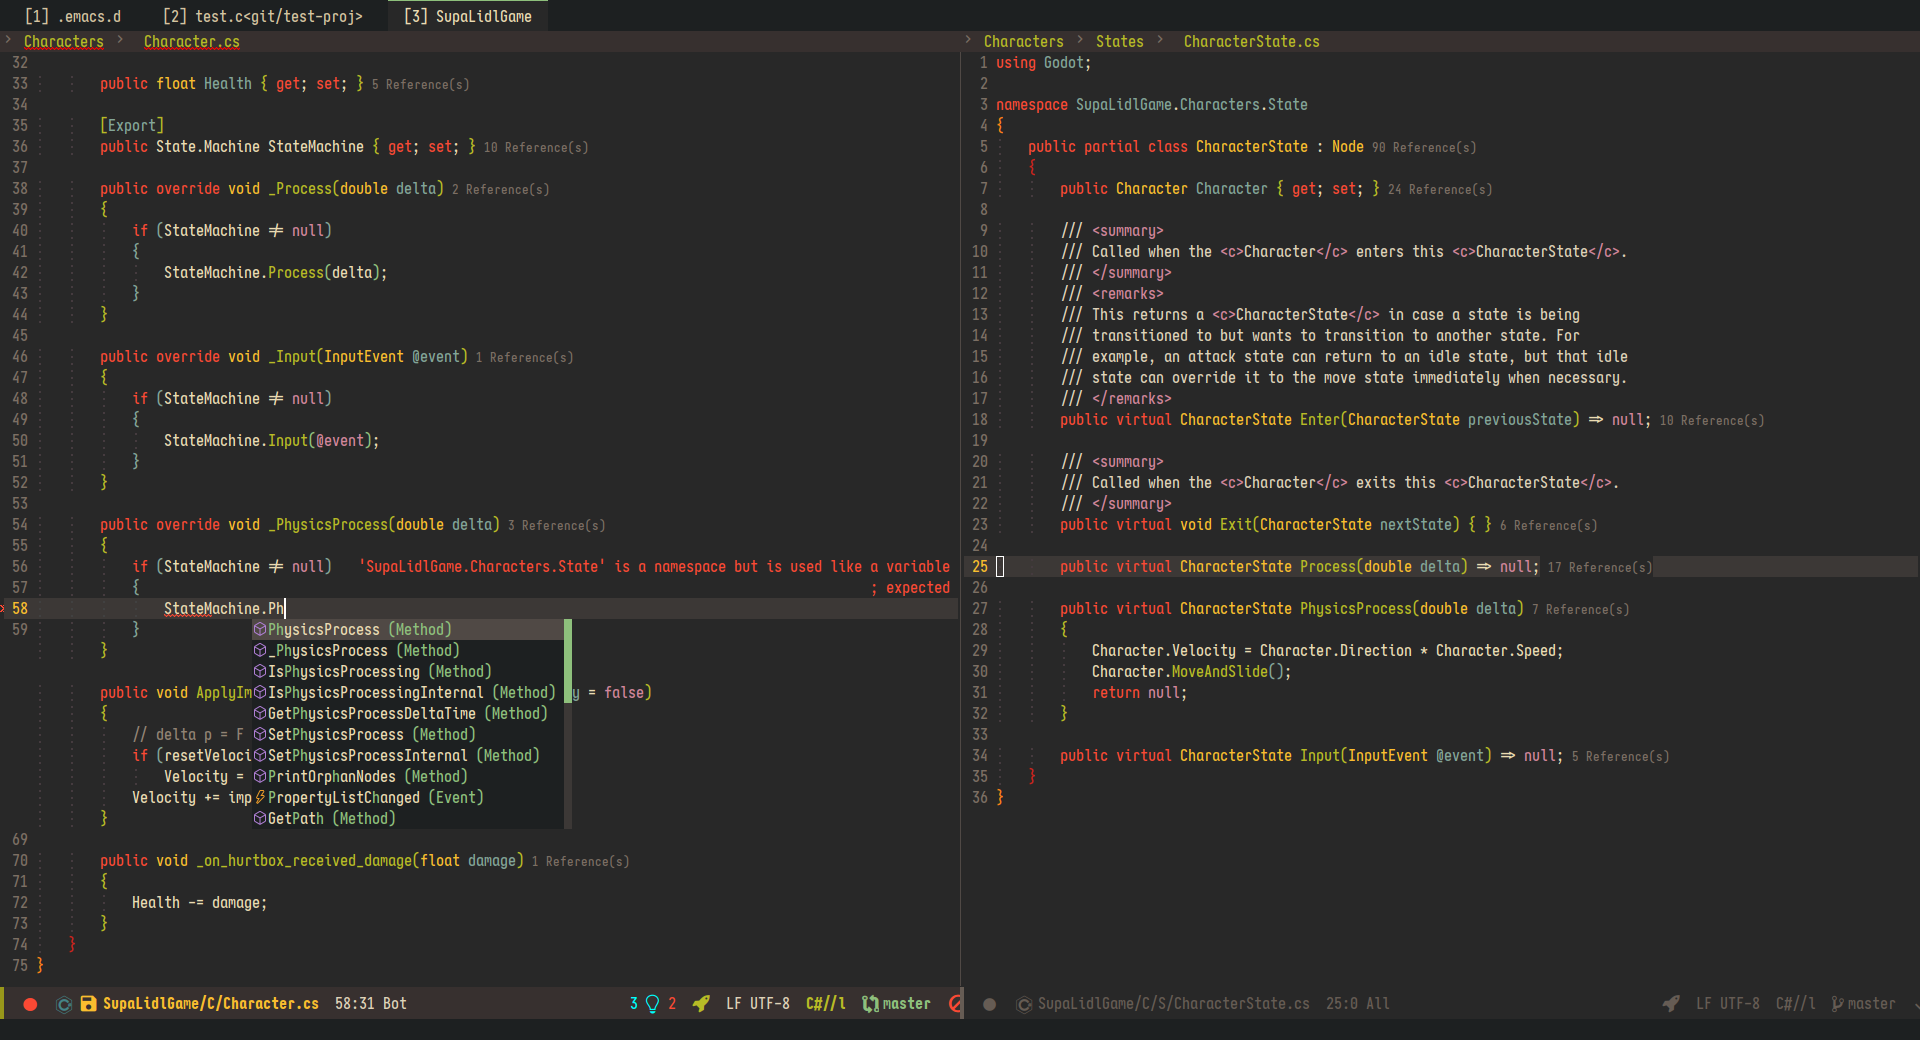 [1] .emacs.d [2] test.c<git/test-proj> [3] SupaLidlGame
> Characters > Character.cs
32
33 public float Health { get; set; } 5 Reference(s)
34
35 [Export]
36 public State.Machine StateMachine { get; set; } 10 Reference(s)
37
38 public override void _Process(double delta) 2 Reference(s)
39 {
40 if (StateMachine ≠ null)
41 {
42 StateMachine.Process(delta);
43 }
44 }
45
46 public override void _Input(InputEvent @event) 1 Reference(s)
47 {
48 if (StateMachine ≠ null)
49 {
50 StateMachine.Input(@event);
51 }
52 }
53
54 public override void _PhysicsProcess(double delta) 3 Reference(s)
55 {
56 if (StateMachine ≠ null) 'SupaLidlGame.Characters.State' is a namespace but is used like a variable
57 { ; expected
58 StateMachine.Ph
59 } PhysicsProcess (Method)
} _PhysicsProcess (Method)
IsPhysicsProcessing (Method)
public void ApplyIm IsPhysicsProcessingInternal (Method) y = false)
{ GetPhysicsProcessDeltaTime (Method)
// delta p = F SetPhysicsProcess (Method)
if (resetVeloci SetPhysicsProcessInternal (Method)
Velocity = PrintOrphanNodes (Method)
Velocity += imp PropertyListChanged (Event)
} GetPath (Method)
69
70 public void _on_hurtbox_received_damage(float damage) 1 Reference(s)
71 {
72 Health -= damage;
73 }
74 }
75 }
SupaLidlGame/C/Character.cs 58:31 Bot 3 2 LF UTF-8 C#//l master
> Characters > States > CharacterState.cs
1 using Godot;
2
3 namespace SupaLidlGame.Characters.State
4 {
5 public partial class CharacterState : Node 90 Reference(s)
6 {
7 public Character Character { get; set; } 24 Reference(s)
8
9 /// <summary>
10 /// Called when the <c>Character</c> enters this <c>CharacterState</c>.
11 /// </summary>
12 /// <remarks>
13 /// This returns a <c>CharacterState</c> in case a state is being
14 /// transitioned to but wants to transition to another state. For
15 /// example, an attack state can return to an idle state, but that idle
16 /// state can override it to the move state immediately when necessary.
17 /// </remarks>
18 public virtual CharacterState Enter(CharacterState previousState) ⇒ null; 10 Reference(s)
19
20 /// <summary>
21 /// Called when the <c>Character</c> exits this <c>CharacterState</c>.
22 /// </summary>
23 public virtual void Exit(CharacterState nextState) { } 6 Reference(s)
24
25 public virtual CharacterState Process(double delta) ⇒ null; 17 Reference(s)
26
27 public virtual CharacterState PhysicsProcess(double delta) 7 Reference(s)
28 {
29 Character.Velocity = Character.Direction * Character.Speed;
30 Character.MoveAndSlide();
31 return null;
32 }
33
34 public virtual CharacterState Input(InputEvent @event) ⇒ null; 5 Reference(s)
35 }
36 }
SupaLidlGame/C/S/CharacterState.cs 25:0 All LF UTF-8 C#//l master